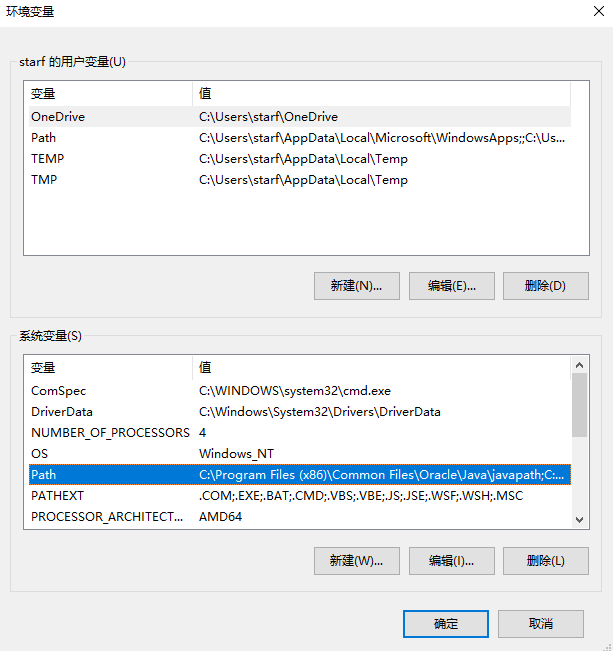 环境变量
starf 的用户变量(U)
变量 值
OneDrive C:\Users\starf\OneDrive
Path C:\Users\starf\AppData\Local\Microsoft\WindowsApps;;C:\Us...
TEMP C:\Users\starf\AppData\Local\Temp
TMP C:\Users\starf\AppData\Local\Temp
新建(N)... 编辑(E)... 删除(D)
系统变量(S)
变量 值
ComSpec C:\WINDOWS\system32\cmd.exe
DriverData C:\Windows\System32\Drivers\DriverData
NUMBER_OF_PROCESSORS 4
OS Windows_NT
Path C:\Program Files (x86)\Common Files\Oracle\Java\javapath;C:...
PATHEXT .COM;.EXE;.BAT;.CMD;.VBS;.VBE;.JS;.JSE;.WSF;.WSH;.MSC
PROCESSOR_ARCHITECT... AMD64
新建(W)... 编辑(I)... 删除(L)
确定 取消